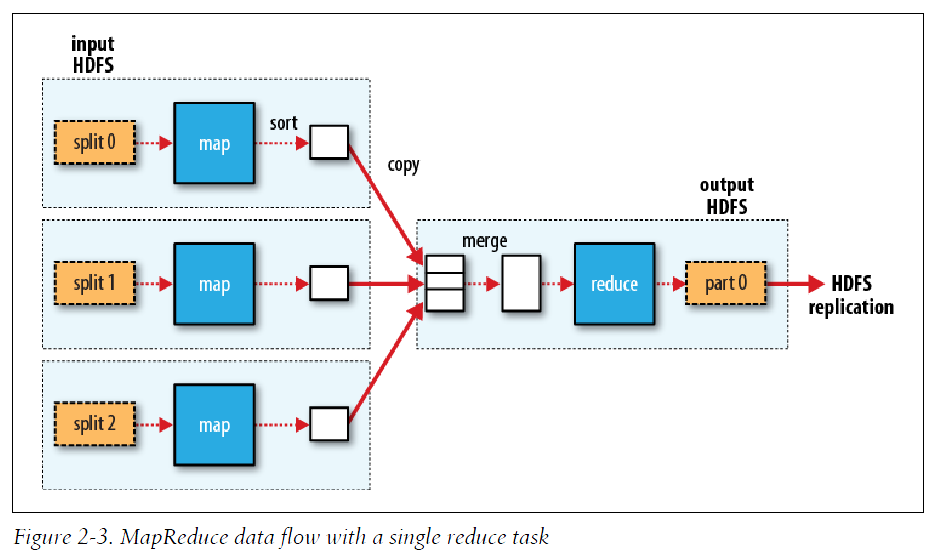 input
HDFS
split 0
map
sort
copy
split 1
map
split 2
map
output
HDFS
merge
reduce
part 0
HDFS
replication
Figure 2-3. MapReduce data flow with a single reduce task